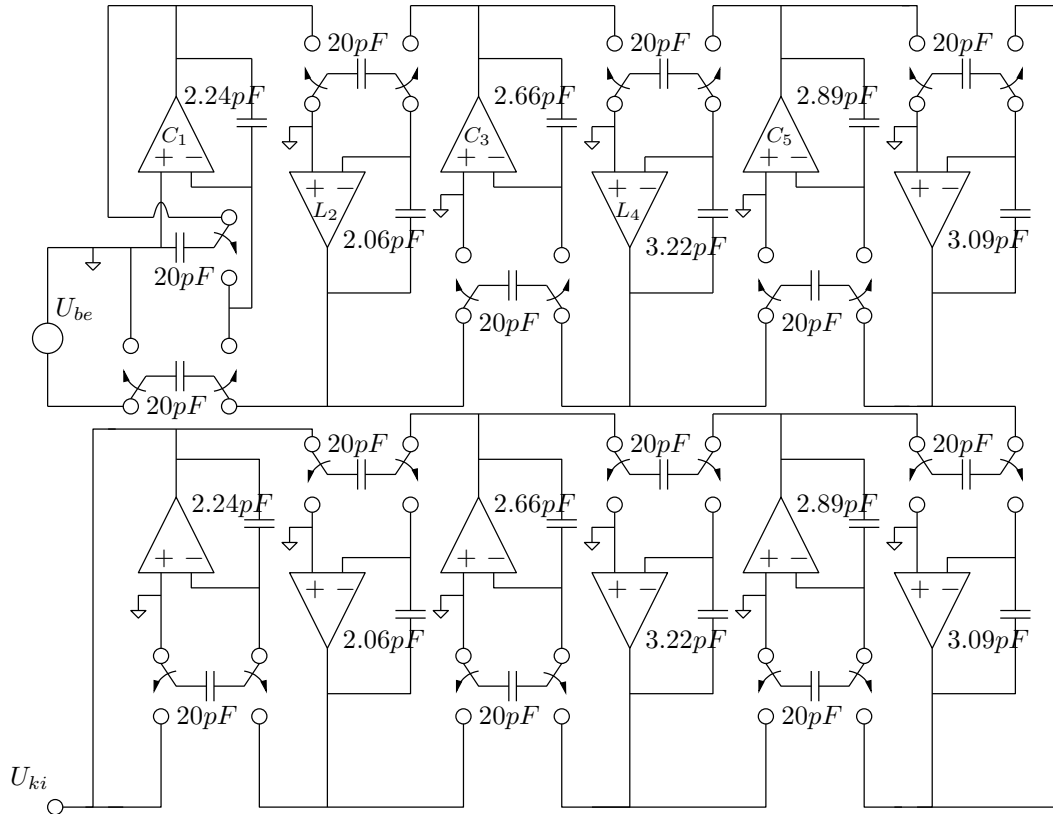 20pF 20pF 20pF
2.24pF 2.66pF 2.89pF
C1 C3 C5
+ − + − + −
+ − + − + −
L2 L4
2.06pF 3.22pF 3.09pF
20pF
Ube 20pF 20pF
20pF
20pF 20pF 20pF
2.24pF 2.66pF 2.89pF
+ − + − + −
+ − + − + −
2.06pF 3.22pF 3.09pF
20pF 20pF 20pF
Uki